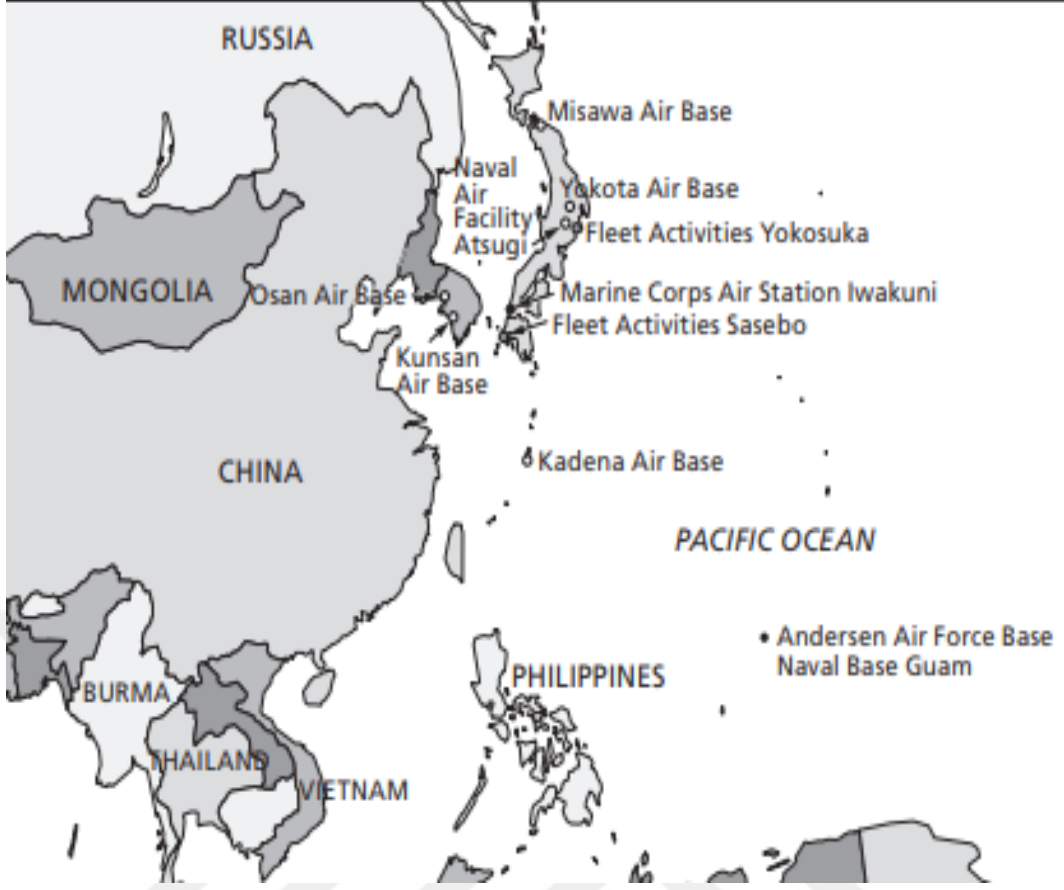 RUSSIA
Misawa Air Base
Naval
Air
Facility
Atsugi
Yokota Air Base
Fleet Activities Yokosuka
MONGOLIA
Osan Air Base
Marine Corps Air Station Iwakuni
Fleet Activities Sasebo
Kunsan
Air Base
CHINA
Kadena Air Base
PACIFIC OCEAN
Andersen Air Force Base
Naval Base Guam
PHILIPPINES
BURMA
THAILAND
VIETNAM